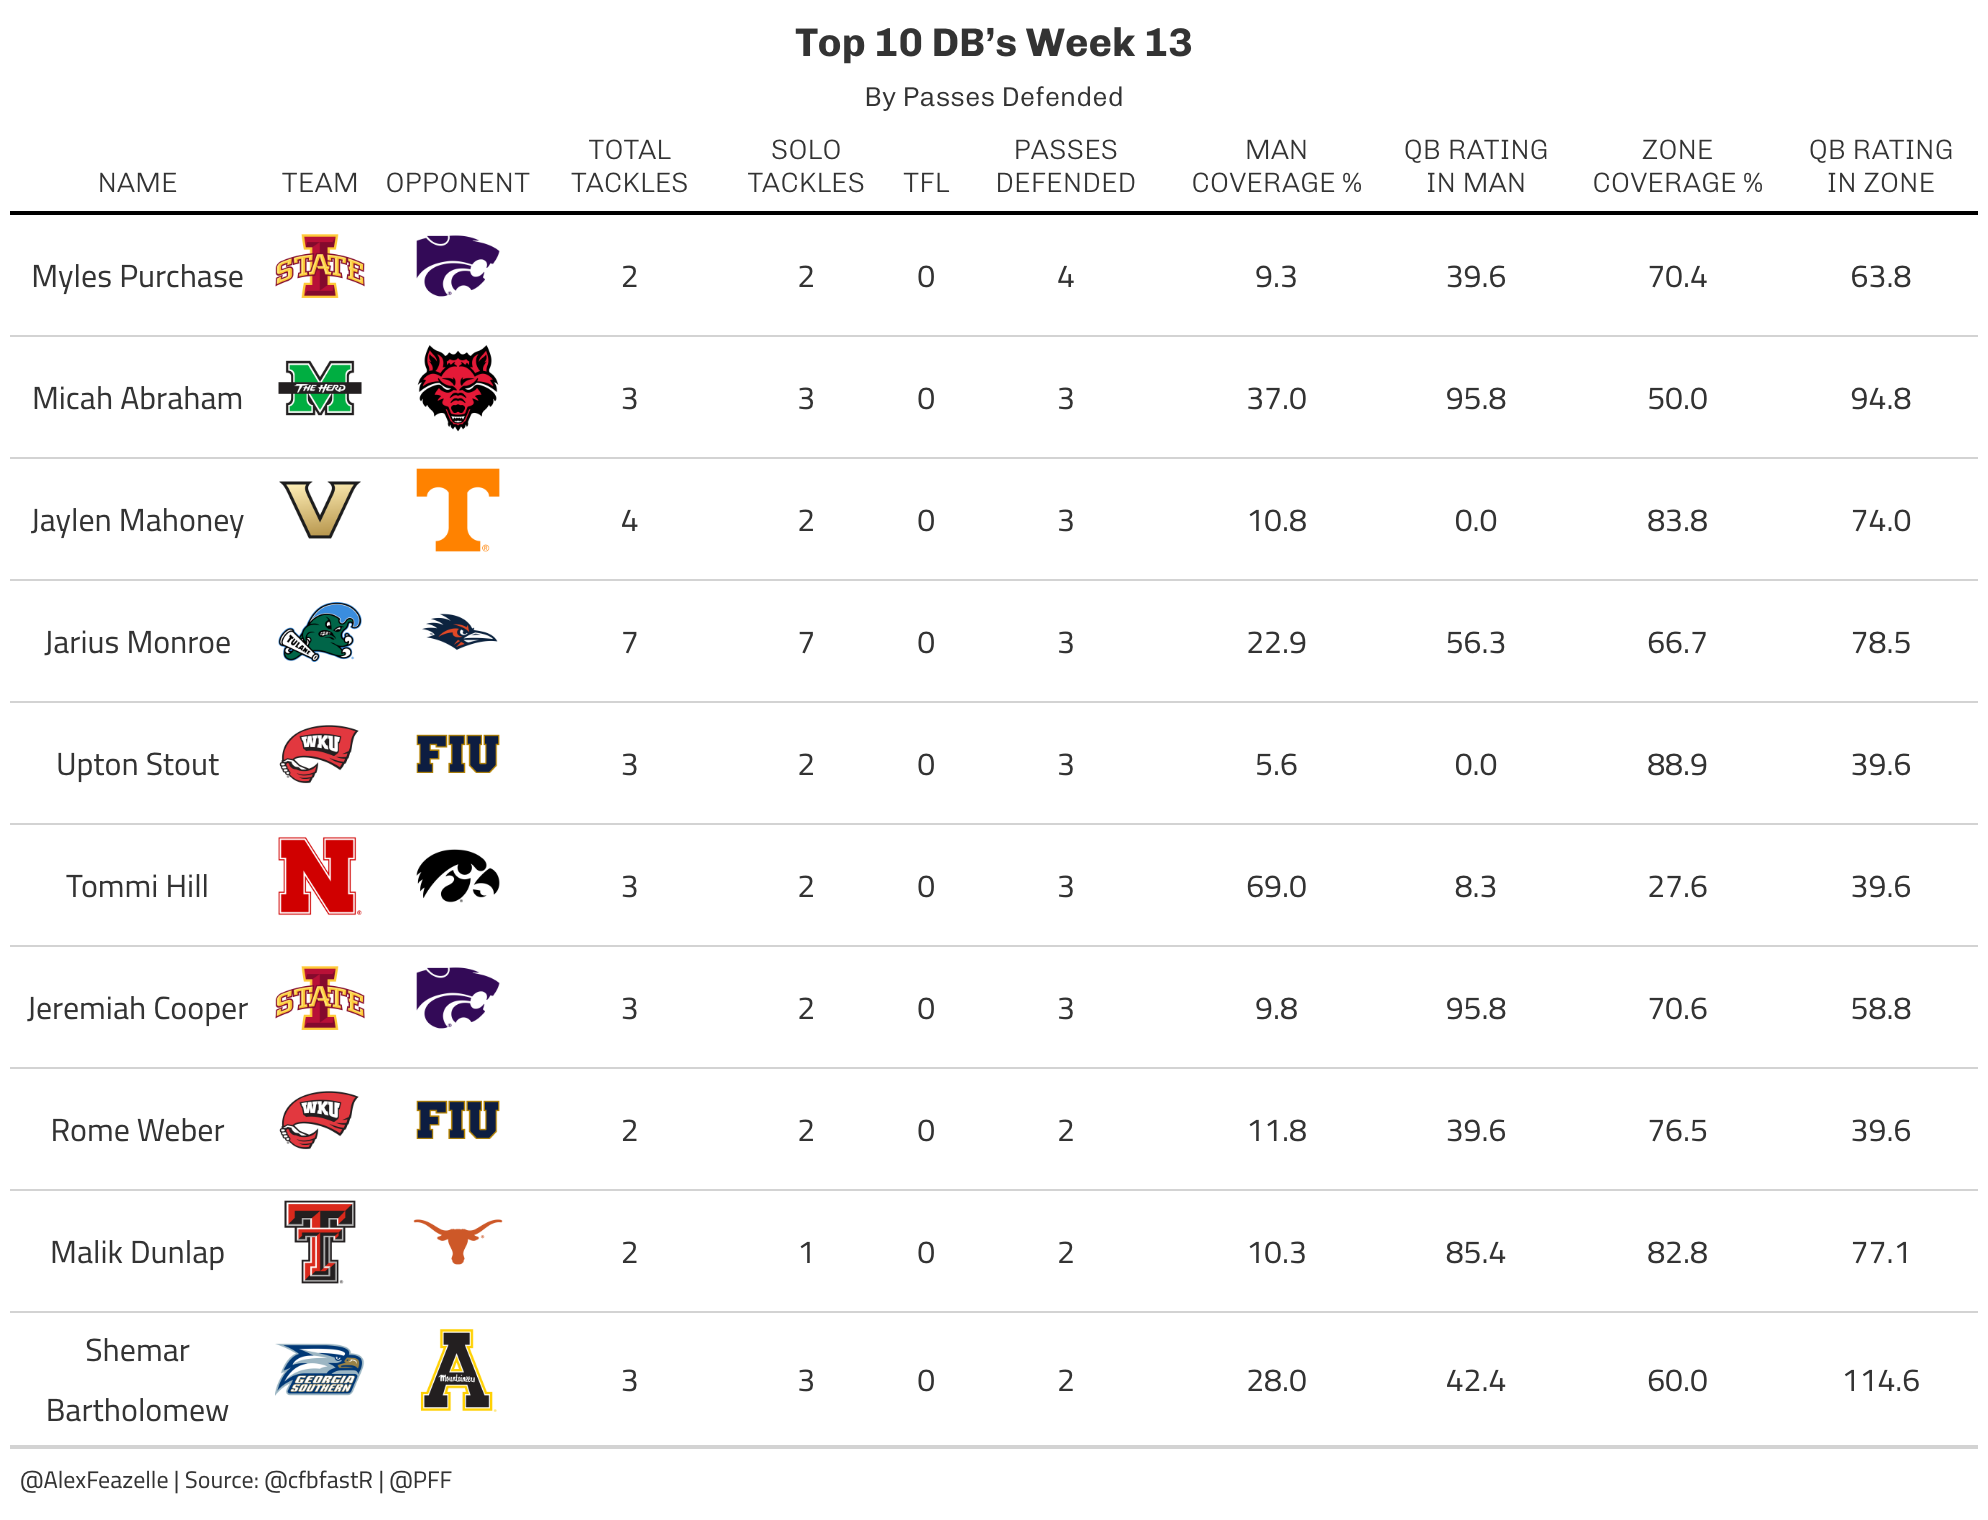 Top 10 DB’s Week 13
By Passes Defended
NAME TEAM OPPONENT TOTAL TACKLES SOLO TACKLES TFL PASSES DEFENDED MAN COVERAGE % QB RATING IN MAN ZONE COVERAGE % QB RATING IN ZONE
Myles Purchase STATE 2 2 0 4 9.3 39.6 70.4 63.8
Micah Abraham M THE HERD 3 3 0 3 37.0 95.8 50.0 94.8
Jaylen Mahoney V T 4 2 0 3 10.8 0.0 83.8 74.0
Jarius Monroe TULANE 7 7 0 3 22.9 56.3 66.7 78.5
Upton Stout WKU FIU 3 2 0 3 5.6 0.0 88.9 39.6
Tommi Hill N 3 2 0 3 69.0 8.3 27.6 39.6
Jeremiah Cooper I STATE 3 2 0 3 9.8 95.8 70.6 58.8
Rome Weber WKU FIU 2 2 0 2 11.8 39.6 76.5 39.6
Malik Dunlap TT 2 1 0 2 10.3 85.4 82.8 77.1
Shemar Bartholomew GEORGIA SOUTHERN A Mountaineers 3 3 0 2 28.0 42.4 60.0 114.6
@AlexFeazelle | Source: @cfbfastR | @PFF